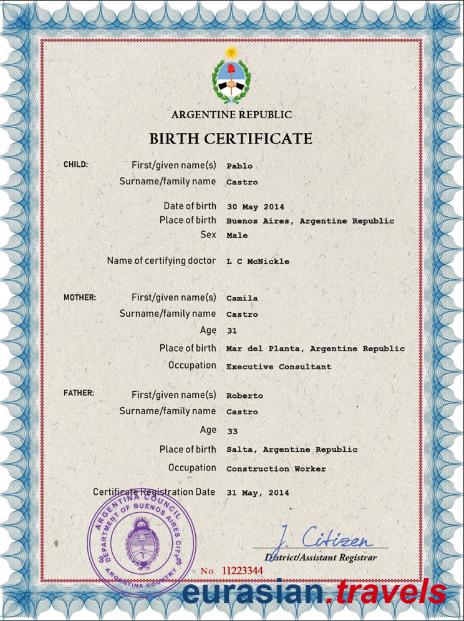 ARGENTINE REPUBLIC
BIRTH CERTIFICATE
CHILD: First/given name(s) Pablo
Surname/family name Castro
Date of birth 30 May 2014
Place of birth Buenos Aires, Argentine Republic
Sex Male
Name of certifying doctor L C McNickle
MOTHER: First/given name(s) Camila
Surname/family name Castro
Age 31
Place of birth Mar del Planta, Argentine Republic
Occupation Executive Consultant
FATHER: First/given name(s) Roberto
Surname/family name Castro
Age 33
Place of birth Salta, Argentine Republic
Occupation Construction Worker
Certificate Registration Date 31 May, 2014
ARGENTINA COUNCIL
DEPARTMENT OF BUENOS AIRES CITY
ARGENTINA COUNTRY
J. Citizen
District/Assistant Registrar
No. 11223344
eurasian.travels